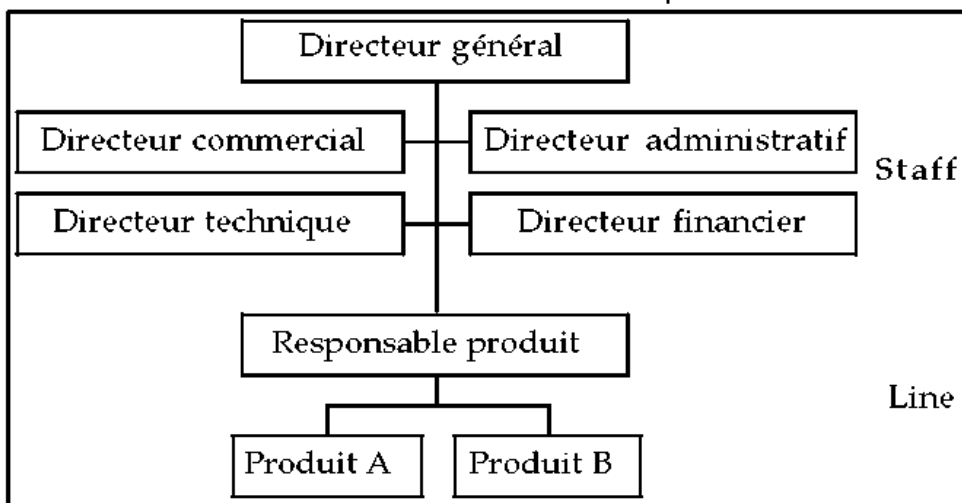 Directeur général
Directeur commercial
Directeur administratif
Staff
Directeur technique
Directeur financier
Responsable produit
Line
Produit A
Produit B